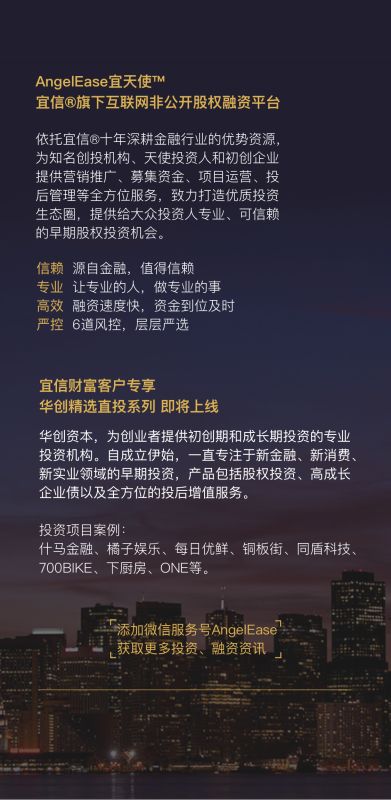 AngelEase宜天使™
宜信®旗下互联网非公开股权融资平台
依托宜信®十年深耕金融行业的优势资源，
为知名创投机构、天使投资人和初创企业
提供营销推广、募集资金、项目运营、投
后管理等全方位服务，致力打造优质投资
生态圈，提供给大众投资人专业、可信赖
的早期股权投资机会。
信赖 源自金融，值得信赖
专业 让专业的人，做专业的事
高效 融资速度快，资金到位及时
严控 6道风控，层层严选
宜信财富客户专享
华创精选直投系列 即将上线
华创资本，为创业者提供初创期和成长期投资的专业
投资机构。自成立伊始，一直专注于新金融、新消费、
新实业领域的早期投资，产品包括股权投资、高成长
企业债以及全方位的投后增值服务。
投资项目案例：
什马金融、橘子娱乐、每日优鲜、铜板街、同盾科技、
700BIKE、下厨房、ONE等。
添加微信服务号AngelEase
获取更多投资、融资资讯